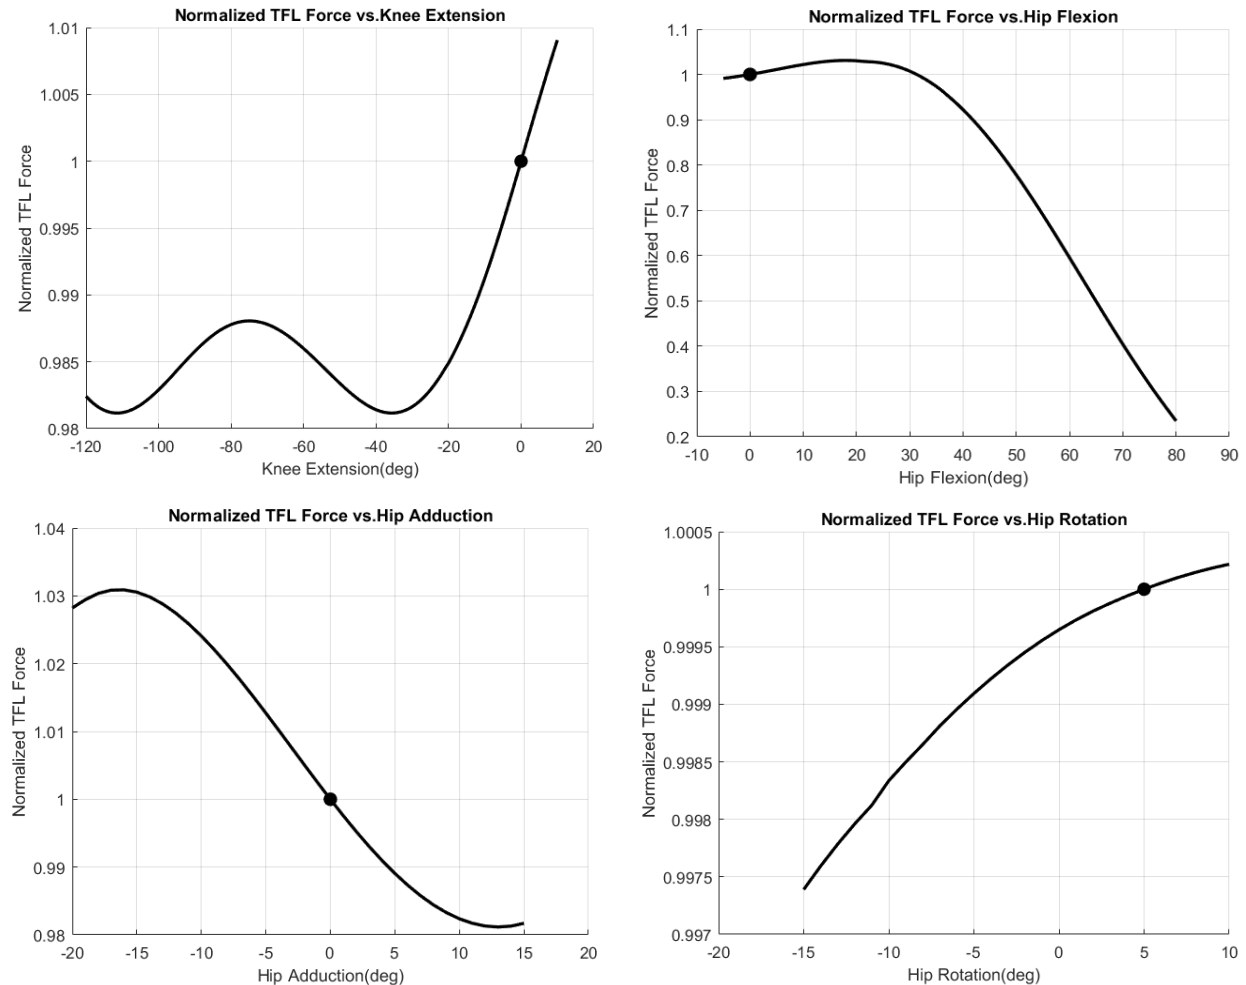 Normalized TFL Force vs.Knee Extension
1.01
1.005
1
0.995
0.99
0.985
0.98
Normalized TFL Force
-120 -100 -80 -60 -40 -20 0 20
Knee Extension(deg)
Normalized TFL Force vs.Hip Flexion
1.1
1
0.9
0.8
0.7
0.6
0.5
0.4
0.3
0.2
Normalized TFL Force
-10 0 10 20 30 40 50 60 70 80 90
Hip Flexion(deg)
Normalized TFL Force vs.Hip Adduction
1.04
1.03
1.02
1.01
1
0.99
0.98
Normalized TFL Force
-20 -15 -10 -5 0 5 10 15 20
Hip Adduction(deg)
Normalized TFL Force vs.Hip Rotation
1.0005
1
0.9995
0.999
0.9985
0.998
0.9975
0.997
Normalized TFL Force
-20 -15 -10 -5 0 5 10
Hip Rotation(deg)